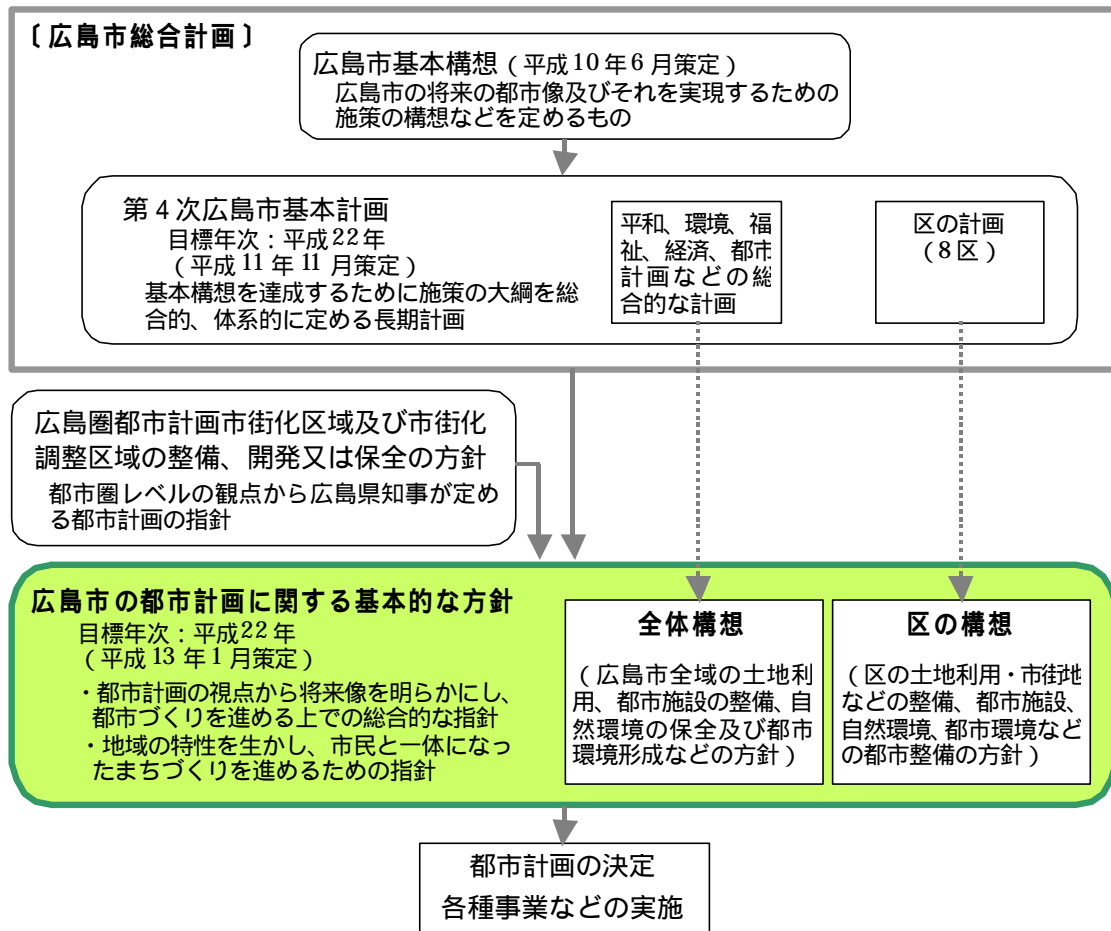 〔広島市総合計画〕
広島市基本構想（平成10年6月策定）
広島市の将来の都市像及びそれを実現するための
施策の構想などを定めるもの
第4次広島市基本計画
目標年次：平成22年
（平成11年11月策定）
基本構想を達成するために施策の大綱を総
合的、体系的に定める長期計画
平和、環境、福
祉、経済、都市
計画などの総
合的な計画
区の計画
（8区）
広島圏都市計画市街化区域及び市街化
調整区域の整備、開発又は保全の方針
都市圏レベルの観点から広島県知事が定め
る都市計画の指針
広島市の都市計画に関する基本的な方針
目標年次：平成22年
（平成13年1月策定）
・都市計画の視点から将来像を明らかにし、
都市づくりを進める上での総合的な指針
・地域の特性を生かし、市民と一体になっ
たまちづくりを進めるための指針
全体構想
（広島市全域の土地利
用、都市施設の整備、自
然環境の保全及び都市
環境形成などの方針）
区の構想
（区の土地利用・市街地
などの整備、都市施設、
自然環境、都市環境など
の都市整備の方針）
都市計画の決定
各種事業などの実施